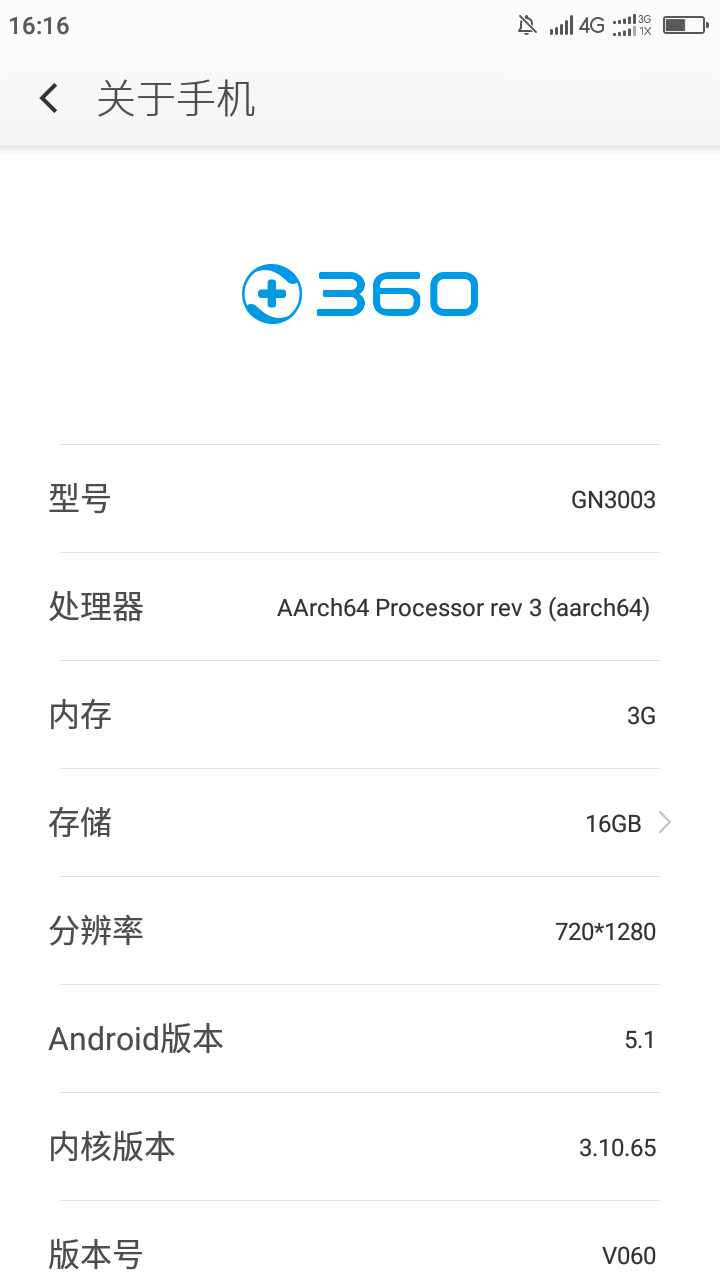 16:16 4G 3G 1X
关于手机
360
型号 GN3003
处理器 AArch64 Processor rev 3 (aarch64)
内存 3G
存储 16GB
分辨率 720*1280
Android版本 5.1
内核版本 3.10.65
版本号 V060